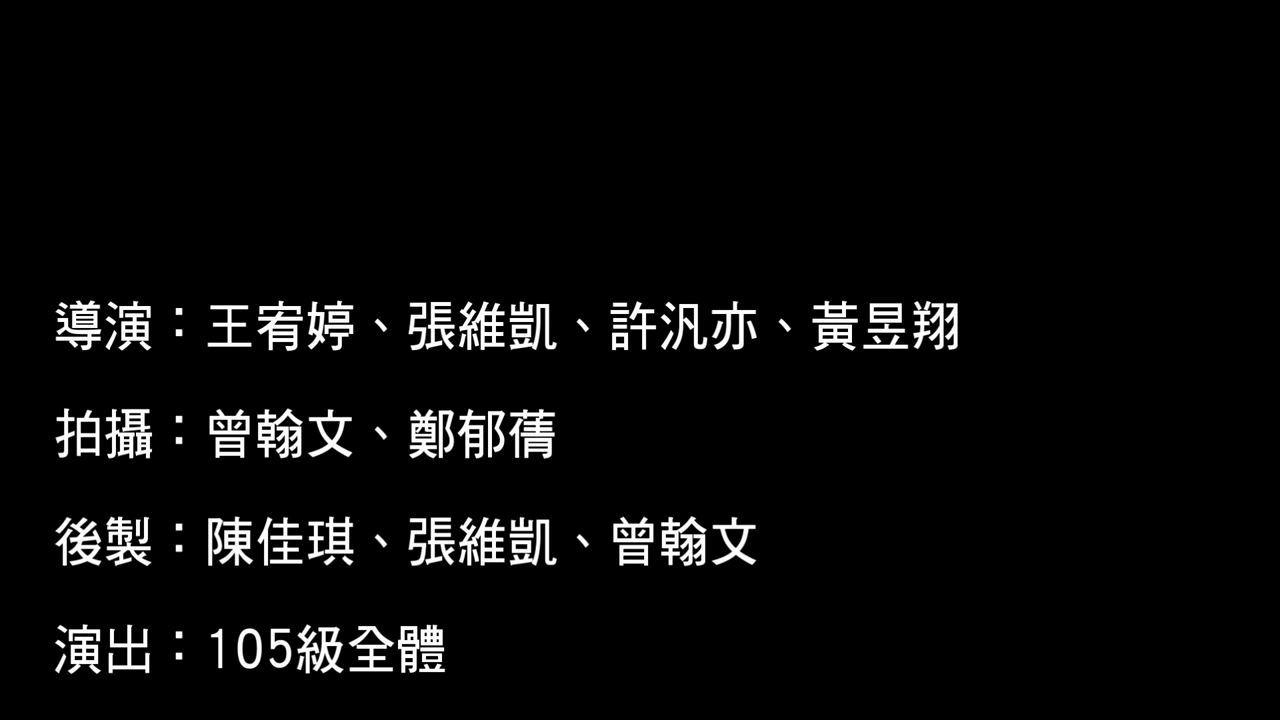 導演：王宥婷、張維凱、許汎亦、黃昱翔
拍攝：曾翰文、鄭郁蒨
後製：陳佳琪、張維凱、曾翰文
演出：105級全體